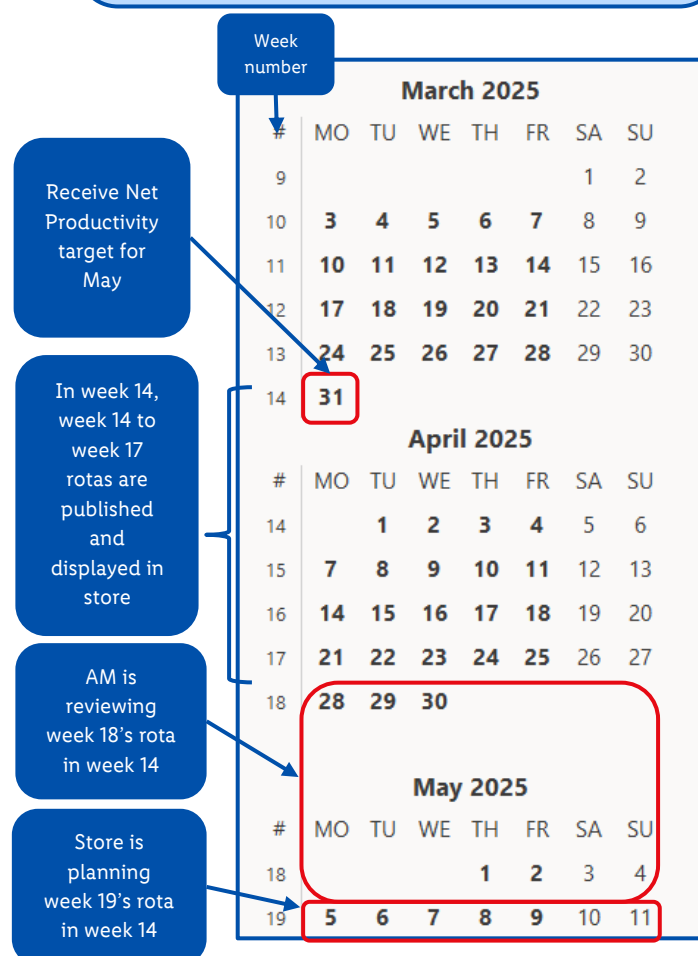 Week
number
March 2025
# MO TU WE TH FR SA SU
9 1 2
10 3 4 5 6 7 8 9
11 10 11 12 13 14 15 16
12 17 18 19 20 21 22 23
13 24 25 26 27 28 29 30
14 31
April 2025
# MO TU WE TH FR SA SU
14 1 2 3 4 5 6
15 7 8 9 10 11 12 13
16 14 15 16 17 18 19 20
17 21 22 23 24 25 26 27
18 28 29 30
May 2025
# MO TU WE TH FR SA SU
18 1 2 3 4
19 5 6 7 8 9 10 11
Receive Net
Productivity
target for
May
In week 14,
week 14 to
week 17
rotas are
published
and
displayed in
store
AM is
reviewing
week 18's rota
in week 14
Store is
planning
week 19's rota
in week 14